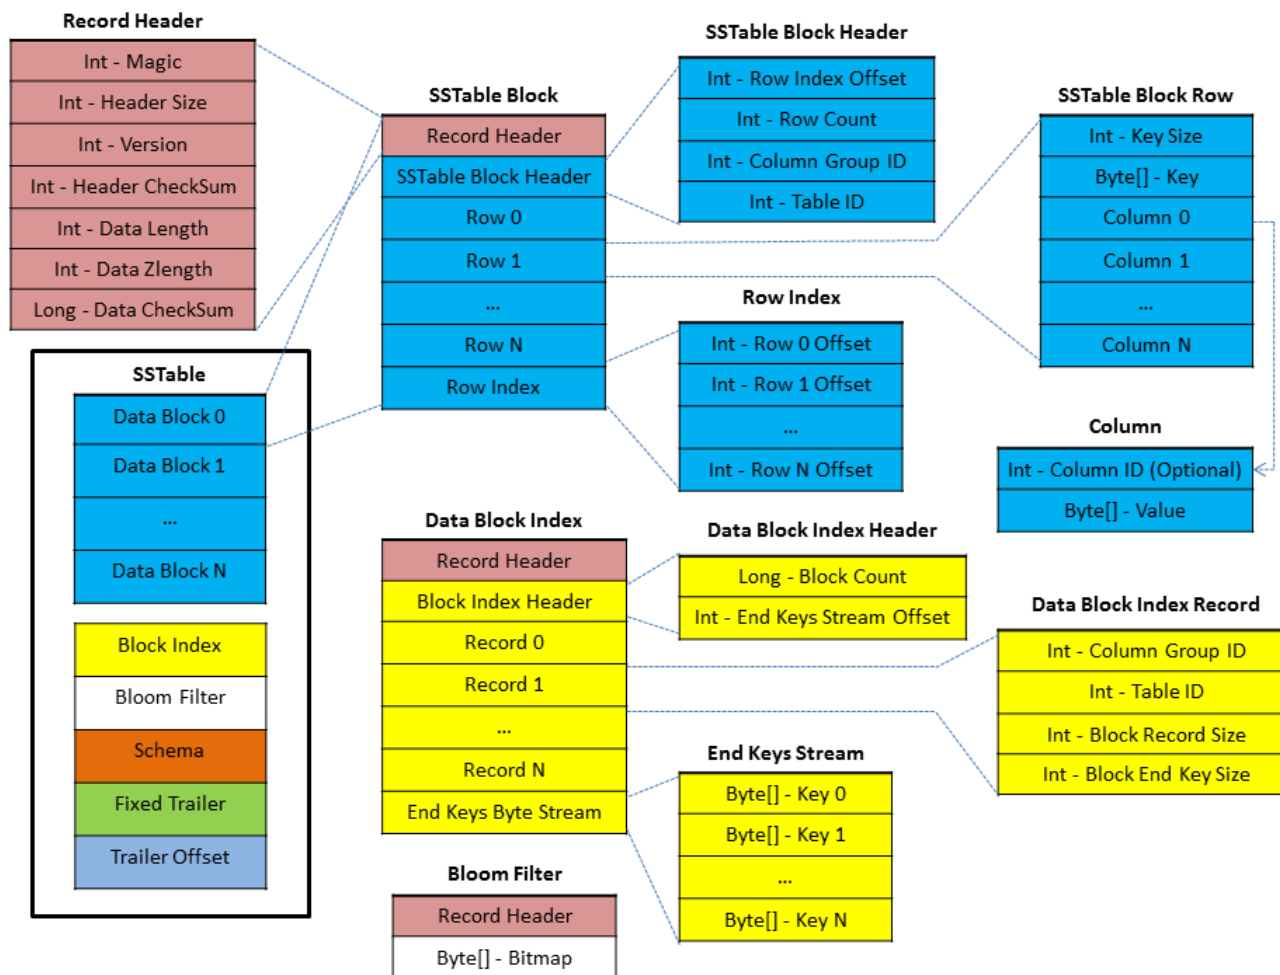 Record Header
Int - Magic
Int - Header Size
Int - Version
Int - Header CheckSum
Int - Data Length
Int - Data Zlength
Long - Data CheckSum
SSTable
Data Block 0
Data Block 1
...
Data Block N
Block Index
Bloom Filter
Schema
Fixed Trailer
Trailer Offset
SSTable Block
Record Header
SSTable Block Header
Row 0
Row 1
...
Row N
Row Index
SSTable Block Header
Int - Row Index Offset
Int - Row Count
Int - Column Group ID
Int - Table ID
Row Index
Int - Row 0 Offset
Int - Row 1 Offset
...
Int - Row N Offset
SSTable Block Row
Int - Key Size
Byte[] - Key
Column 0
Column 1
...
Column N
Column
Int - Column ID (Optional)
Byte[] - Value
Data Block Index
Record Header
Block Index Header
Record 0
Record 1
...
Record N
End Keys Byte Stream
Data Block Index Header
Long - Block Count
Int - End Keys Stream Offset
Data Block Index Record
Int - Column Group ID
Int - Table ID
Int - Block Record Size
Int - Block End Key Size
End Keys Stream
Byte[] - Key 0
Byte[] - Key 1
...
Byte[] - Key N
Bloom Filter
Record Header
Byte[] - Bitmap